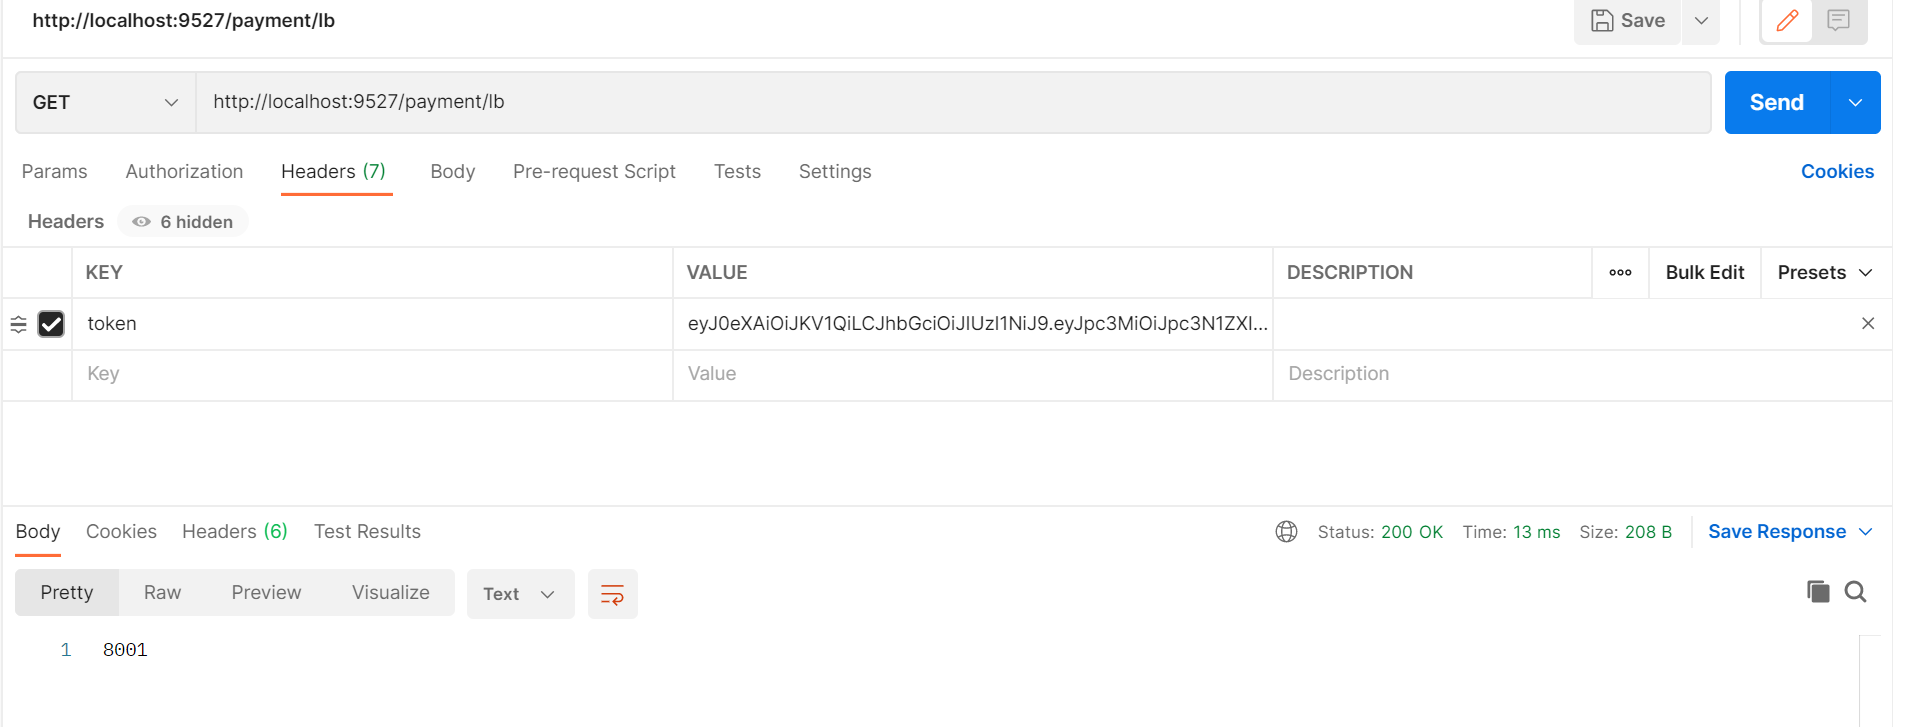 http://localhost:9527/payment/lb Save
GET http://localhost:9527/payment/lb Send
Params Authorization Headers (7) Body Pre-request Script Tests Settings Cookies
Headers 6 hidden
KEY VALUE DESCRIPTION ooo Bulk Edit Presets
token eyJ0eXAiOiJKV1QiLCJhbGciOiJIUzI1NiJ9.eyJpc3MiOiJpc3N1ZXI...
Key Value Description
Body Cookies Headers (6) Test Results Status: 200 OK Time: 13 ms Size: 208 B Save Response
Pretty Raw Preview Visualize Text
1 8001